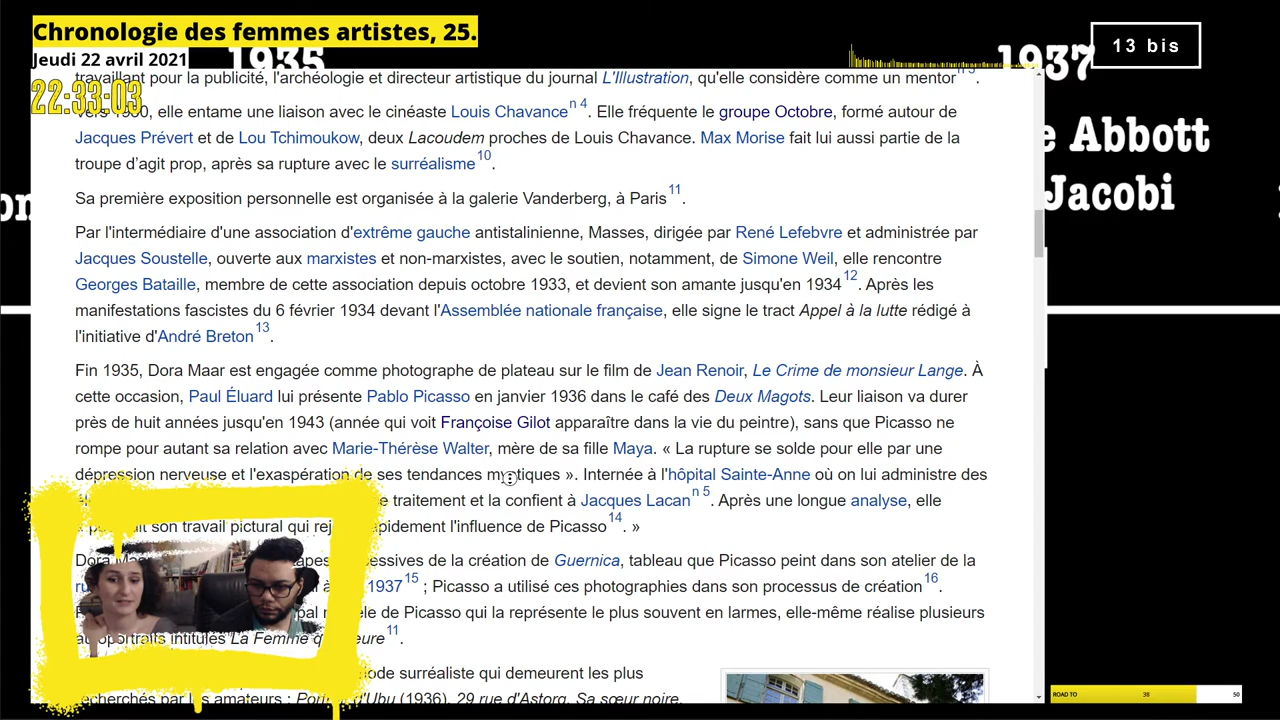 Chronologie des femmes artistes, 25.
Jeudi 22 avril 2021
22:33:03
1935
1937
13 bis
Abbott
Jacobi
travaillant pour la publicité, l'archéologie et directeur artistique du journal L'Illustration, qu'elle considère comme un mentor
elle entame une liaison avec le cinéaste Louis Chavance n 4. Elle fréquente le groupe Octobre, formé autour de
Jacques Prévert et de Lou Tchimoukow, deux Lacoudem proches de Louis Chavance. Max Morise fait lui aussi partie de la
troupe d'agit prop, après sa rupture avec le surréalisme 10.
Sa première exposition personnelle est organisée à la galerie Vanderberg, à Paris 11.
Par l'intermédiaire d'une association d'extrême gauche antistalinienne, Masses, dirigée par René Lefebvre et administrée par
Jacques Soustelle, ouverte aux marxistes et non-marxistes, avec le soutien, notamment, de Simone Weil, elle rencontre
Georges Bataille, membre de cette association depuis octobre 1933, et devient son amante jusqu'en 1934 12. Après les
manifestations fascistes du 6 février 1934 devant l'Assemblée nationale française, elle signe le tract Appel à la lutte rédigé à
l'initiative d'André Breton 13.
Fin 1935, Dora Maar est engagée comme photographe de plateau sur le film de Jean Renoir, Le Crime de monsieur Lange. À
cette occasion, Paul Éluard lui présente Pablo Picasso en janvier 1936 dans le café des Deux Magots. Leur liaison va durer
près de huit années jusqu'en 1943 (année qui voit Françoise Gilot apparaître dans la vie du peintre), sans que Picasso ne
rompe pour autant sa relation avec Marie-Thérèse Walter, mère de sa fille Maya. « La rupture se solde pour elle par une
dépression nerveuse et l'exaspération de ses tendances mystiques ». Internée à l'hôpital Sainte-Anne où on lui administre des
traitement et la confient à Jacques Lacan n 5. Après une longue analyse, elle
son travail pictural qui rapidement l'influence de Picasso 14. »
Dora de la création de Guernica, tableau que Picasso peint dans son atelier de la
1937 15 ; Picasso a utilisé ces photographies dans son processus de création 16.
de Picasso qui la représente le plus souvent en larmes, elle-même réalise plusieurs
autoportraits intitulés La Femme qui pleure 11.
surréaliste qui demeurent les plus
recherchés par les amateurs : d'Ubu (1936), 29 rue d'Astorg, Sa sœur noire,
ROAD TO 38 50